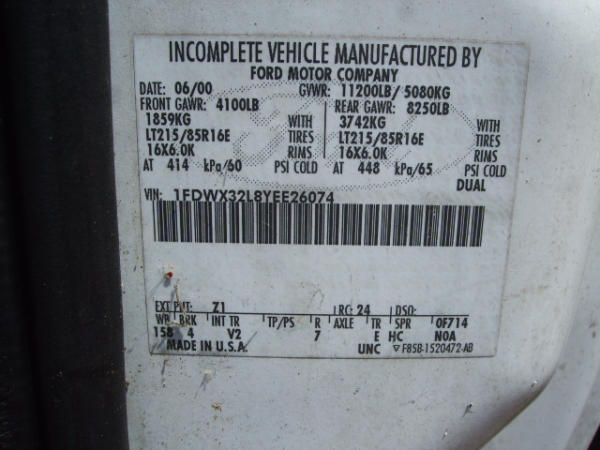 INCOMPLETE VEHICLE MANUFACTURED BY
FORD MOTOR COMPANY
DATE: 06/00 GVWR: 11200LB/ 5080KG
FRONT GAWR: 4100LB REAR GAWR: 8250LB
1859KG WITH 3742KG WITH
LT215/85R16E TIRES LT215/85R16E TIRES
16X6.0K RIMS 16X6.0K RIMS
AT 414 kPa/60 PSI COLD AT 448 kPa/65 PSI COLD
DUAL
VIN: 1FDWX32L8YEE26074
EXT PNT: Z1 RC: 24 DSO:
WB BRK INT TR TP/PS R AXLE TR SPR 0F714
158 4 V2 7 E HC N0A
MADE IN U.S.A. UNC ▽ F85B-1520472-AB